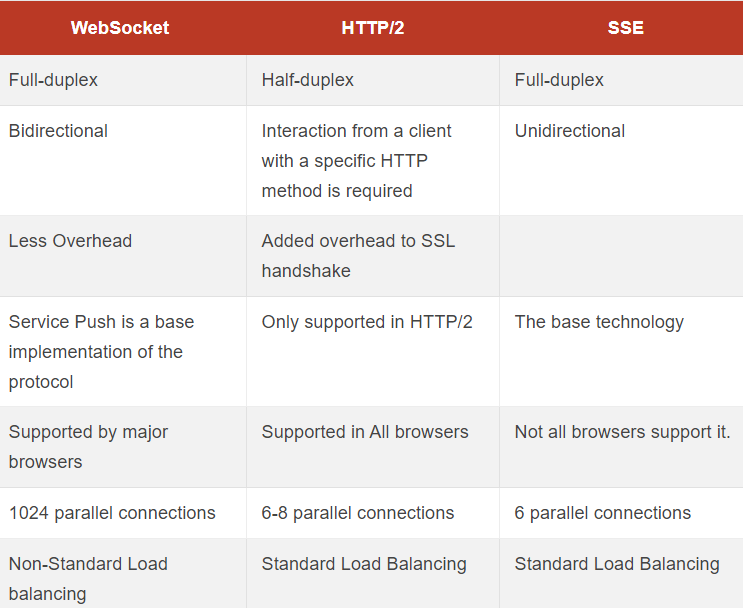 WebSocket HTTP/2 SSE
Full-duplex Half-duplex Full-duplex
Bidirectional Interaction from a client Unidirectional
with a specific HTTP
method is required
Less Overhead Added overhead to SSL
handshake
Service Push is a base Only supported in HTTP/2 The base technology
implementation of the
protocol
Supported by major Supported in All browsers Not all browsers support it.
browsers
1024 parallel connections 6-8 parallel connections 6 parallel connections
Non-Standard Load Standard Load Balancing Standard Load Balancing
balancing